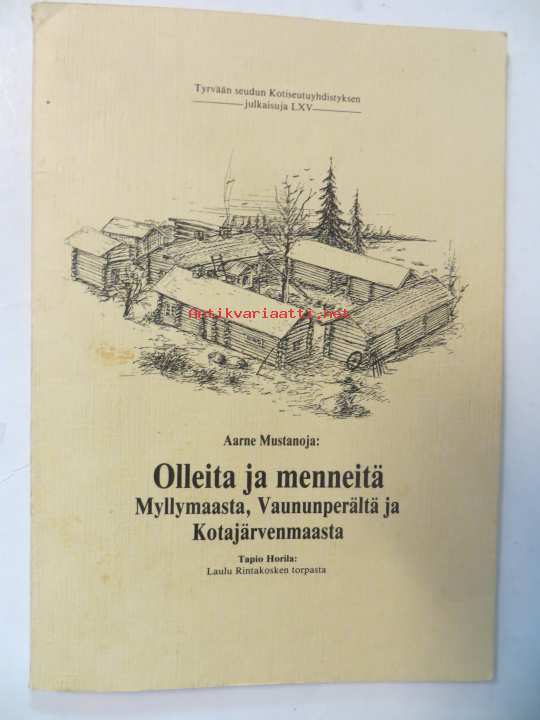 Tyrvään seudun Kotiseutuyhdistyksen
julkaisuja LXV
Antikvariaatti.net
Aarne Mustanoja:
Olleita ja menneitä
Myllymaasta, Vaununperältä ja
Kotajärvenmaasta
Tapio Horila:
Laulu Rintakosken torpasta